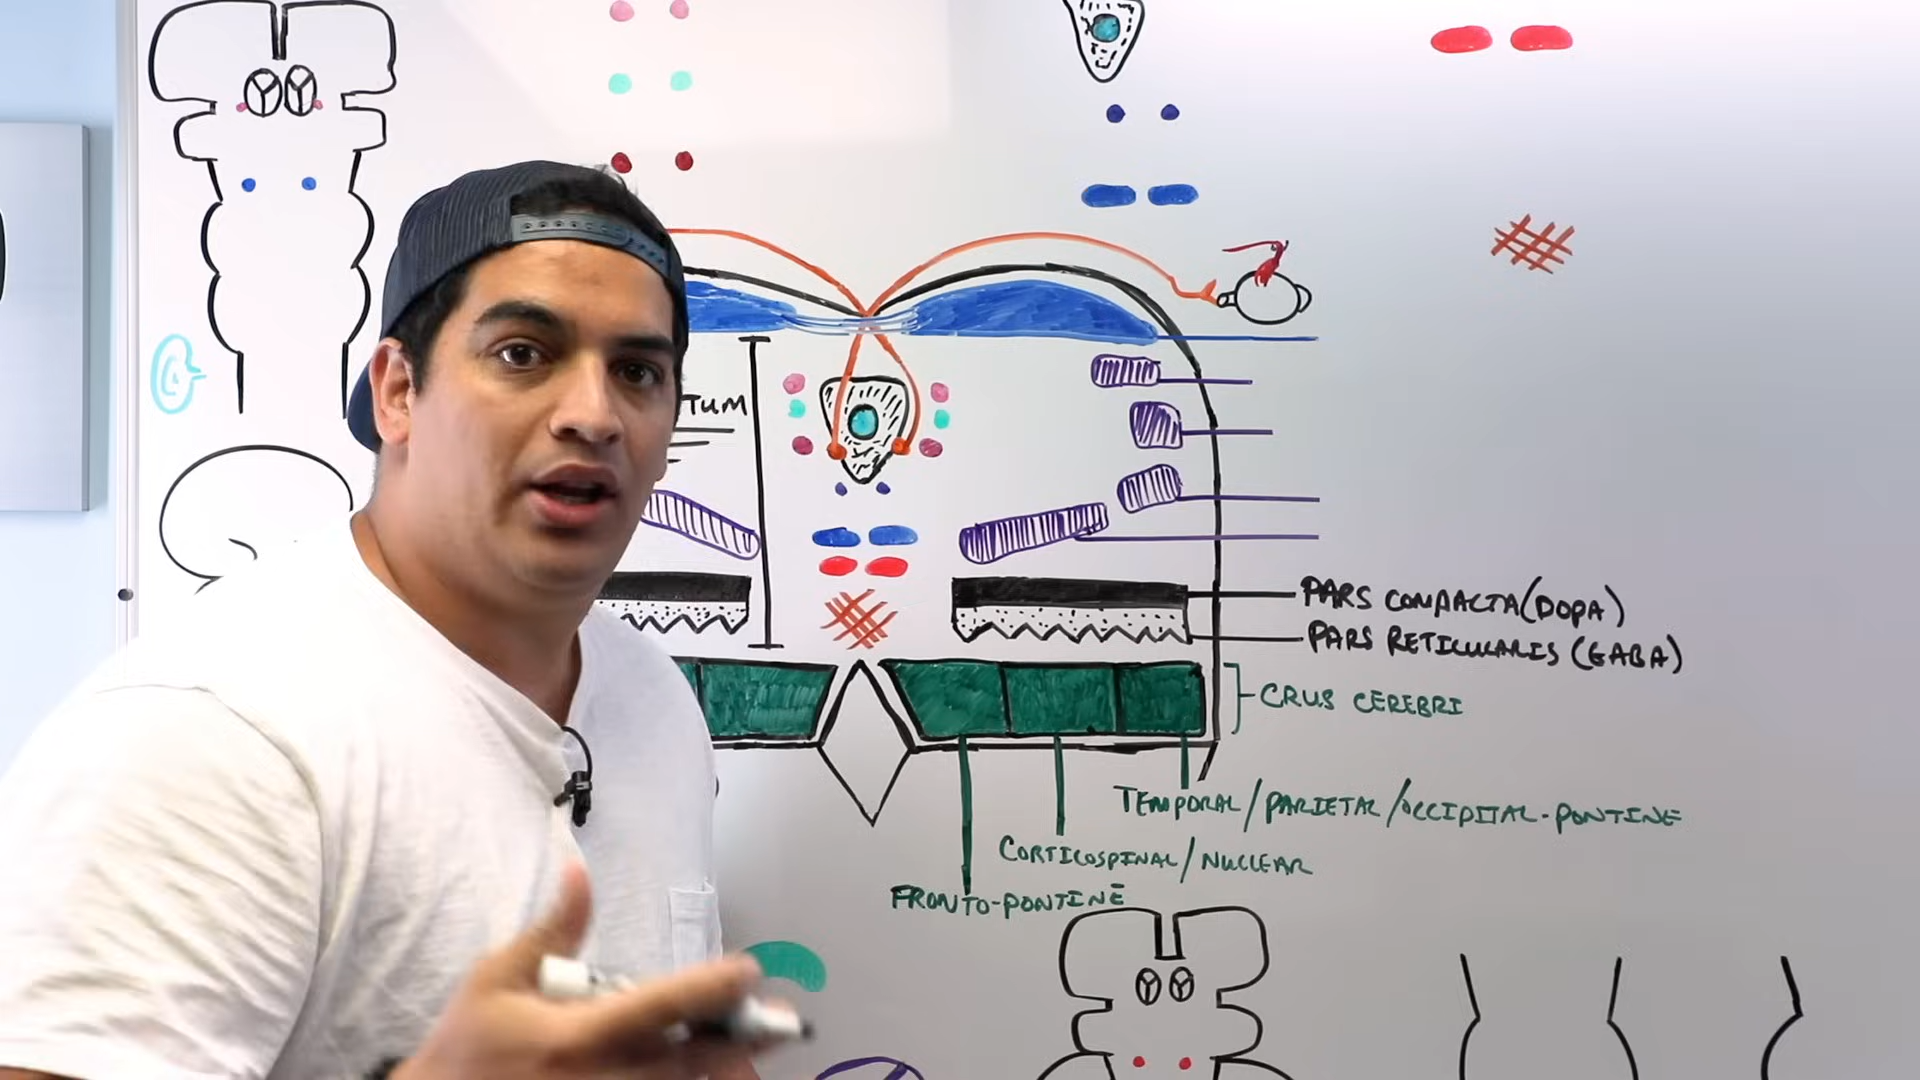 TUM
PARS COMPACTA (DOPA)
PARS RETICULARIS (GABA)
CRUS CEREBRI
TEMPORAL/PARIETAL/OCCIPITAL-PONTINE
CORTICOSPINAL/NUCLEAR
FRONTO-PONTINE